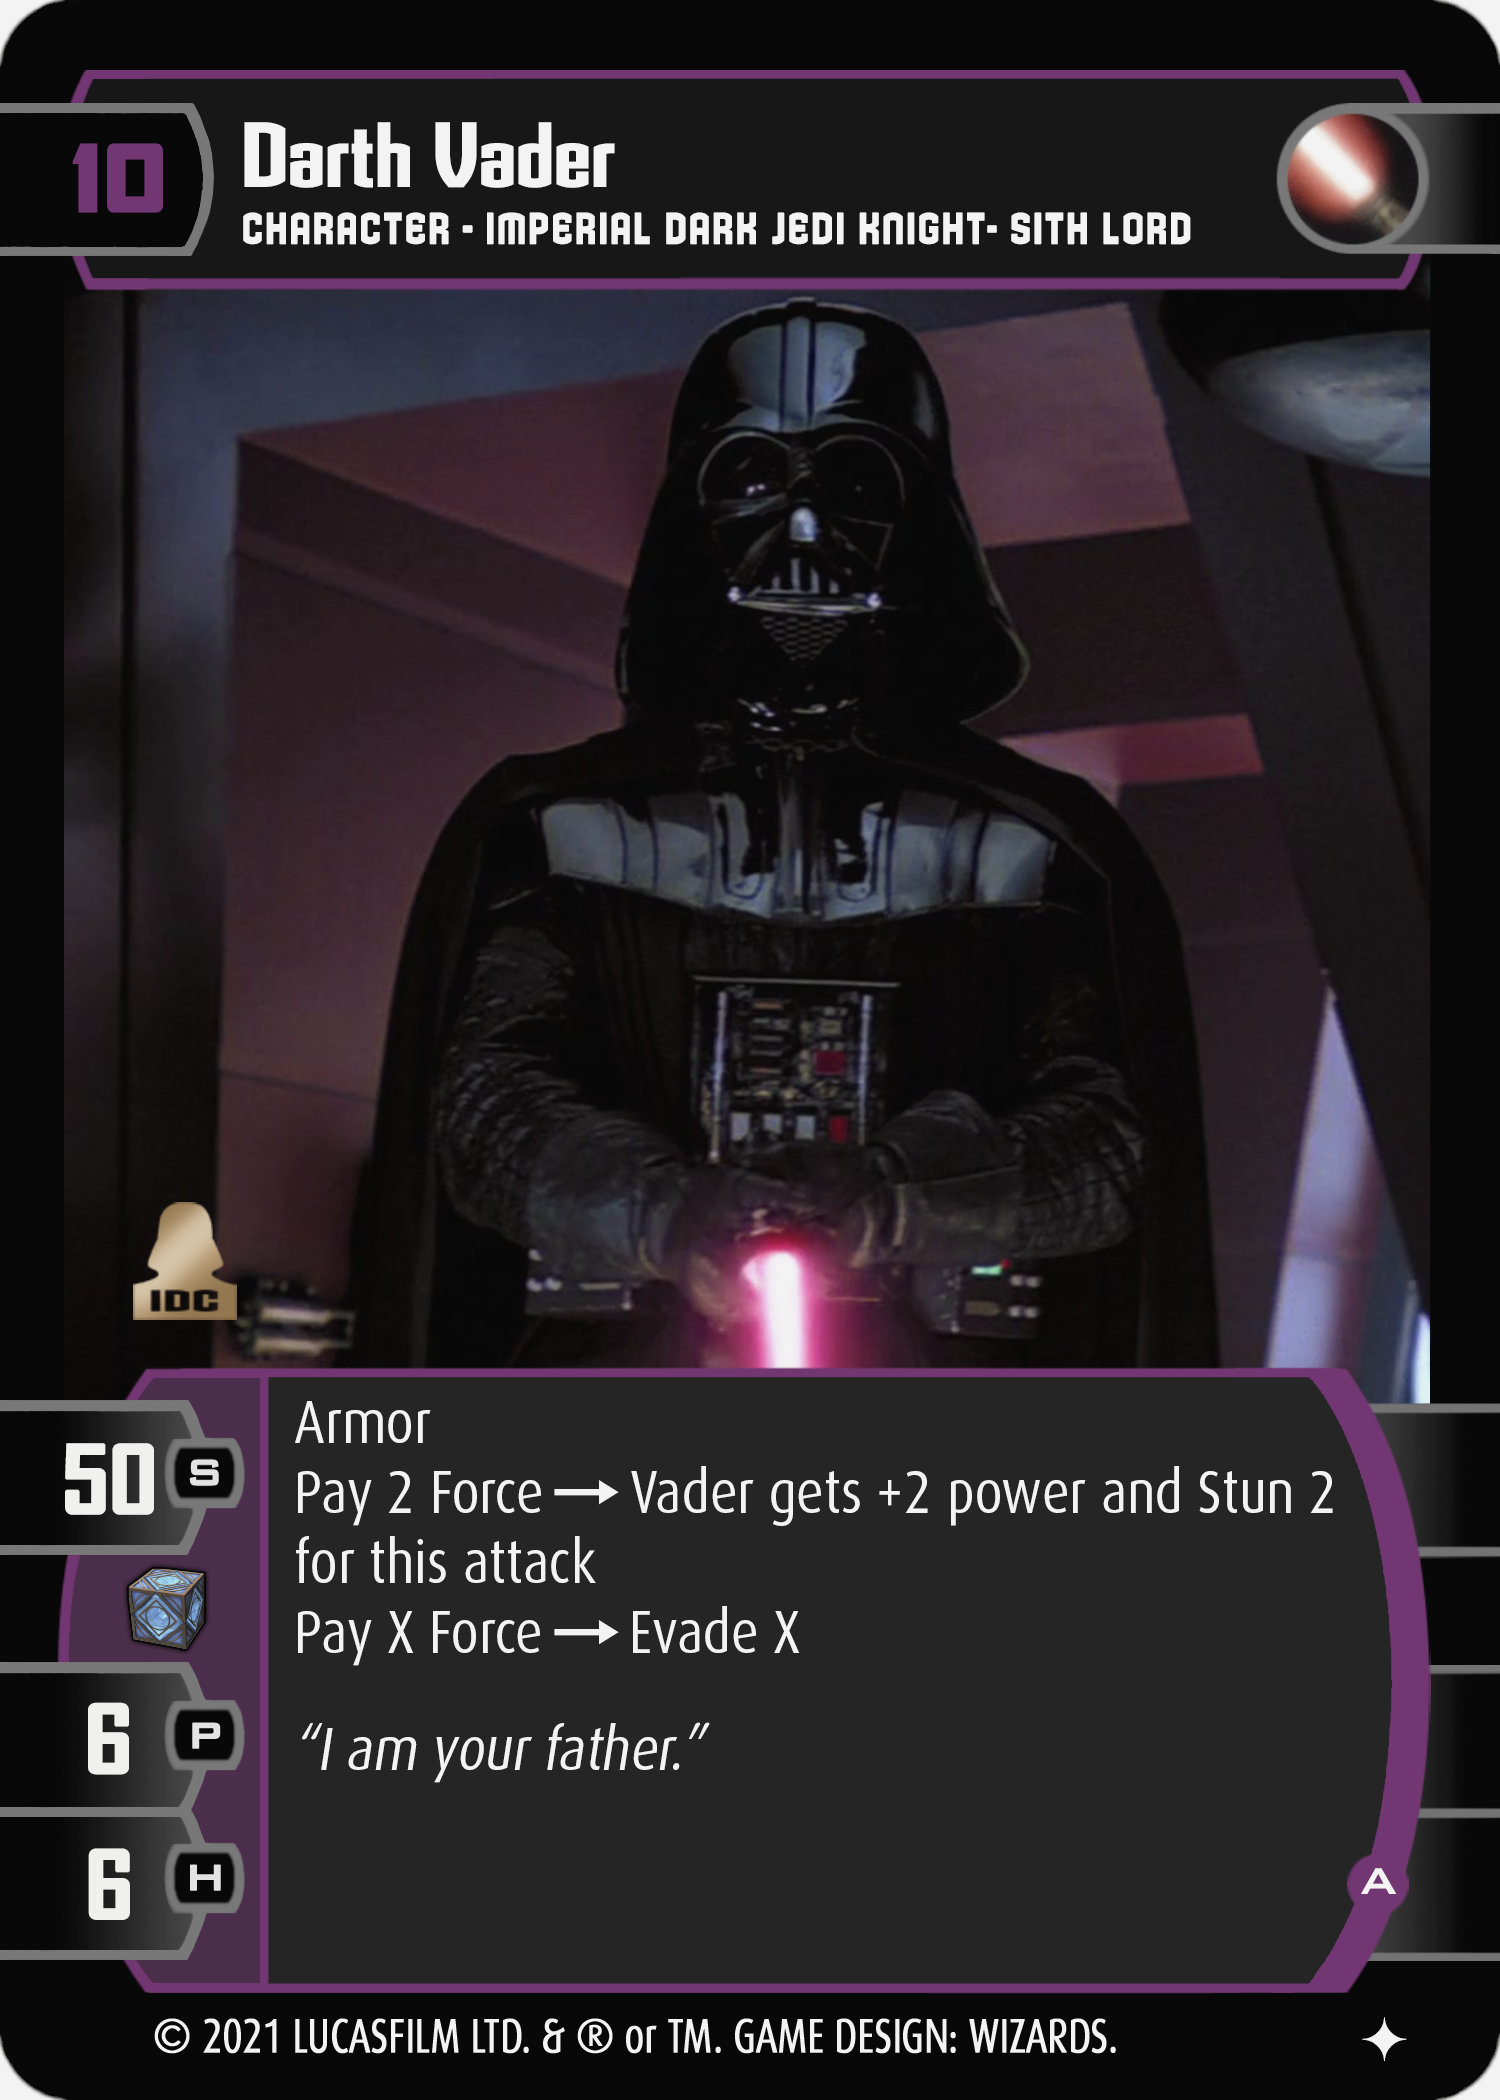 10
Darth Vader
CHARACTER - IMPERIAL DARK JEDI KNIGHT- SITH LORD
IDC
50 S
Armor
Pay 2 Force → Vader gets +2 power and Stun 2
for this attack
Pay X Force → Evade X
6 P
“I am your father.”
6 H
A
© 2021 LUCASFILM LTD. & ® or TM. GAME DESIGN: WIZARDS.